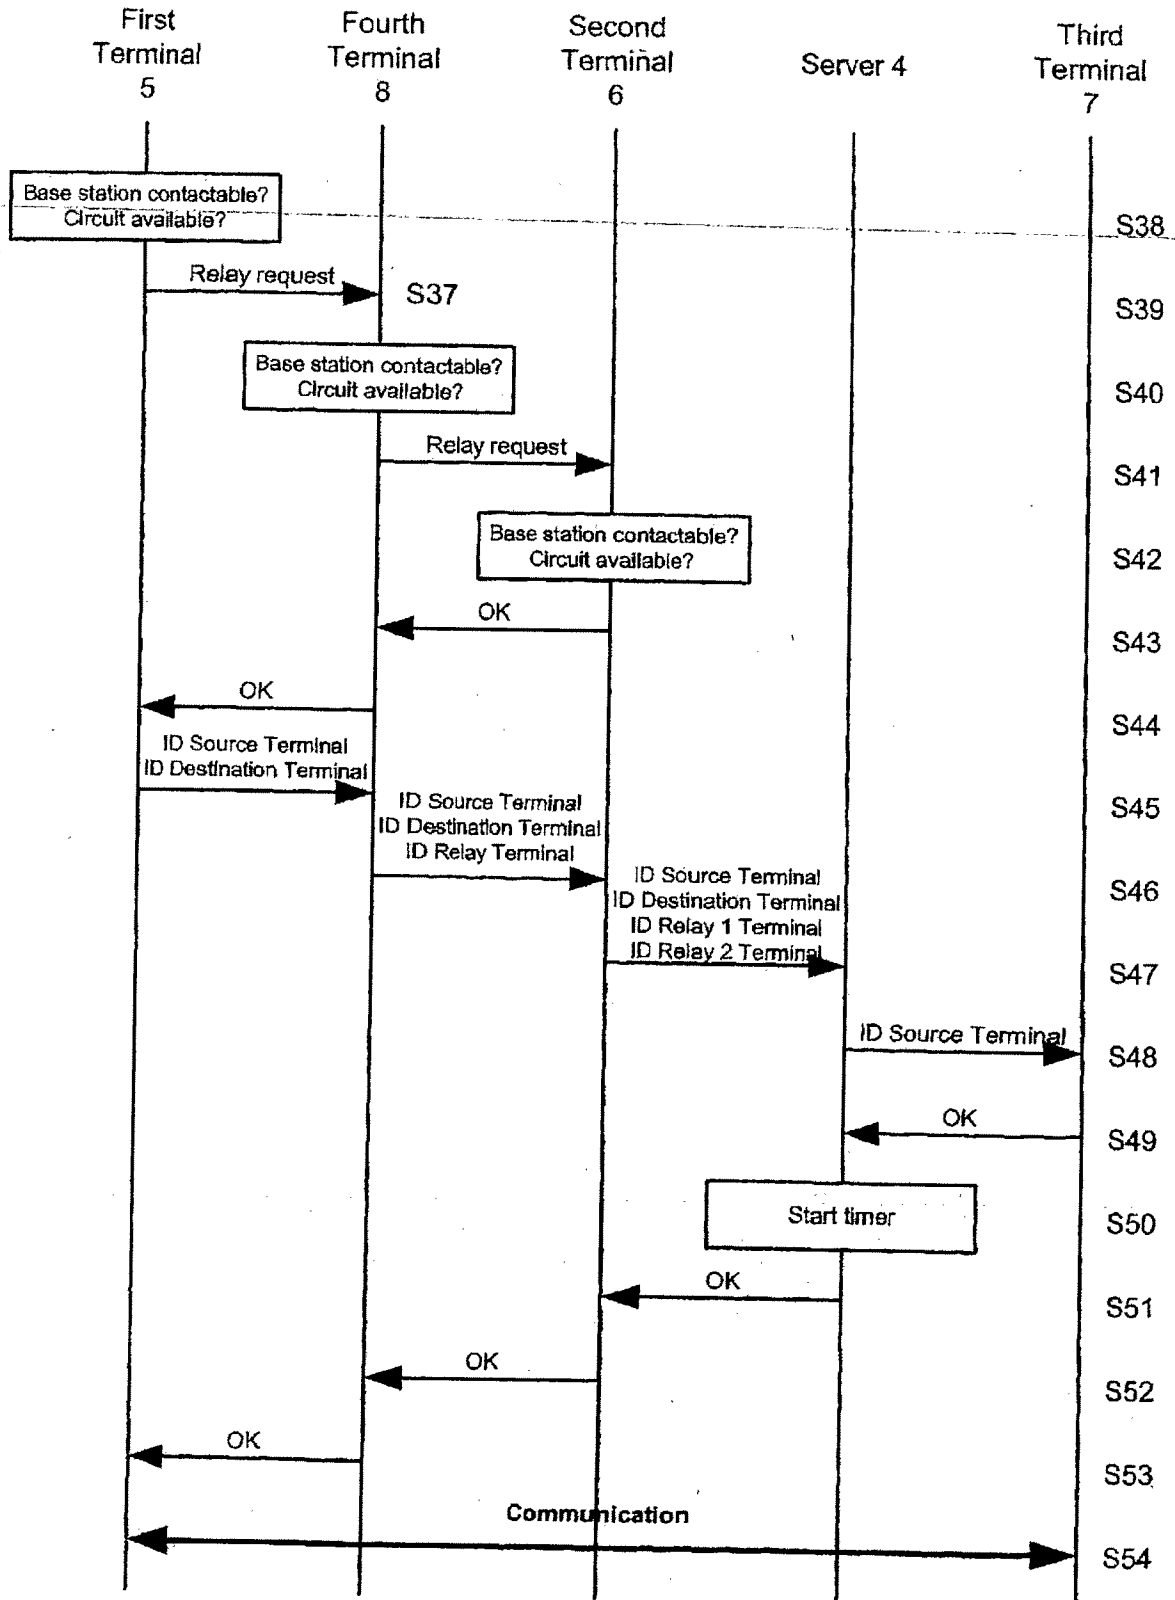 First
Terminal
5
Fourth
Terminal
8
Second
Terminal
6
Server 4
Third
Terminal
7
Base station contactable?
Circuit available?
S38
Relay request
S37
S39
Base station contactable?
Circuit available?
S40
Relay request
S41
Base station contactable?
Circuit available?
S42
OK
S43
OK
S44
ID Source Terminal
ID Destination Terminal
S45
ID Source Terminal
ID Destination Terminal
ID Relay Terminal
S46
ID Source Terminal
ID Destination Terminal
ID Relay 1 Terminal
ID Relay 2 Terminal
S47
ID Source Terminal
S48
OK
S49
Start timer
S50
OK
S51
OK
S52
OK
S53
Communication
S54